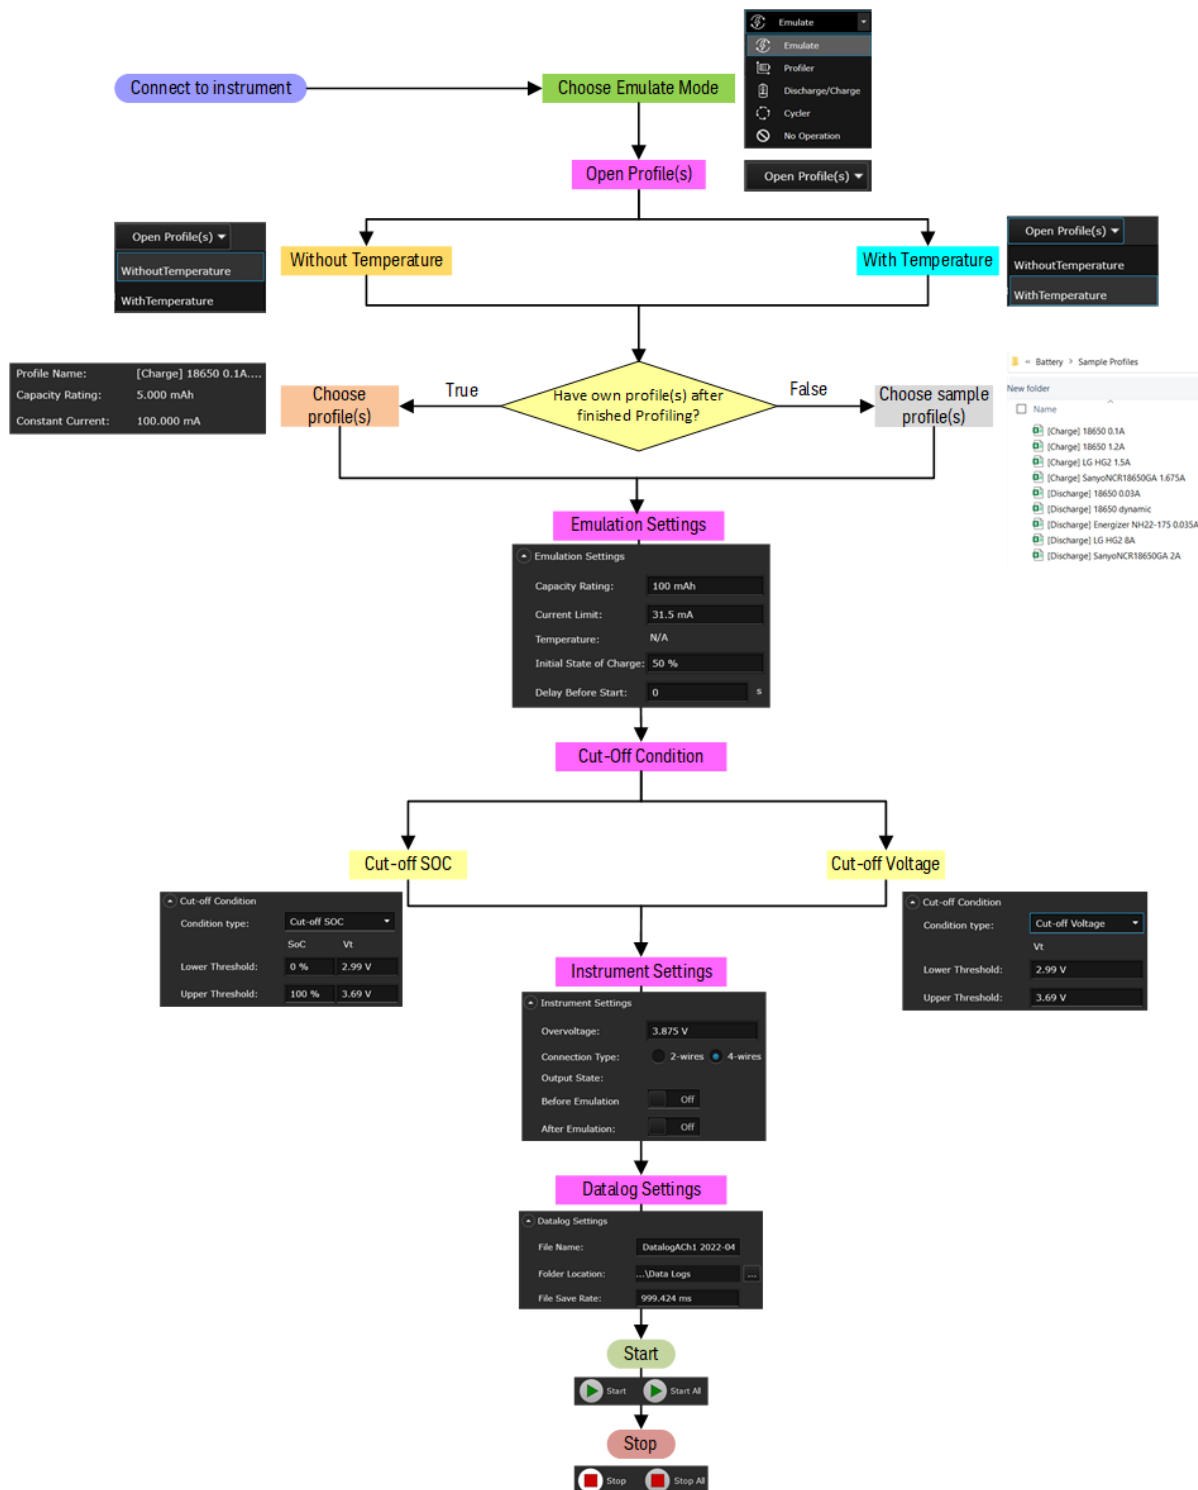 Emulate
Emulate
Profiler
Discharge/Charge
Cycler
No Operation
Connect to instrument
Choose Emulate Mode
Open Profile(s)
Open Profile(s)
Open Profile(s)
WithoutTemperature
WithTemperature
Without Temperature
With Temperature
Open Profile(s)
WithoutTemperature
WithTemperature
Profile Name: [Charge] 18650 0.1A....
Capacity Rating: 5.000 mAh
Constant Current: 100.000 mA
Choose
profile(s)
True
Have own profile(s) after
finished Profiling?
False
Choose sample
profile(s)
« Battery > Sample Profiles
New folder
Name
[Charge] 18650 0.1A
[Charge] 18650 1.2A
[Charge] LG HG2 1.5A
[Charge] SanyoNCR18650GA 1.675A
[Discharge] 18650 0.03A
[Discharge] 18650 dynamic
[Discharge] Energizer NH22-175 0.035A
[Discharge] LG HG2 8A
[Discharge] SanyoNCR18650GA 2A
Emulation Settings
Emulation Settings
Capacity Rating: 100 mAh
Current Limit: 31.5 mA
Temperature: N/A
Initial State of Charge: 50 %
Delay Before Start: 0 s
Cut-Off Condition
Cut-off SOC
Cut-off Voltage
Cut-off Condition
Condition type: Cut-off SOC
SoC Vt
Lower Threshold: 0 % 2.99 V
Upper Threshold: 100 % 3.69 V
Cut-off Condition
Condition type: Cut-off Voltage
Vt
Lower Threshold: 2.99 V
Upper Threshold: 3.69 V
Instrument Settings
Instrument Settings
Overvoltage: 3.875 V
Connection Type: 2-wires 4-wires
Output State:
Before Emulation Off
After Emulation: Off
Datalog Settings
Datalog Settings
File Name: DatalogACh1 2022-04
Folder Location: ...\Data Logs ...
File Save Rate: 999.424 ms
Start
Start Start All
Stop
Stop Stop All